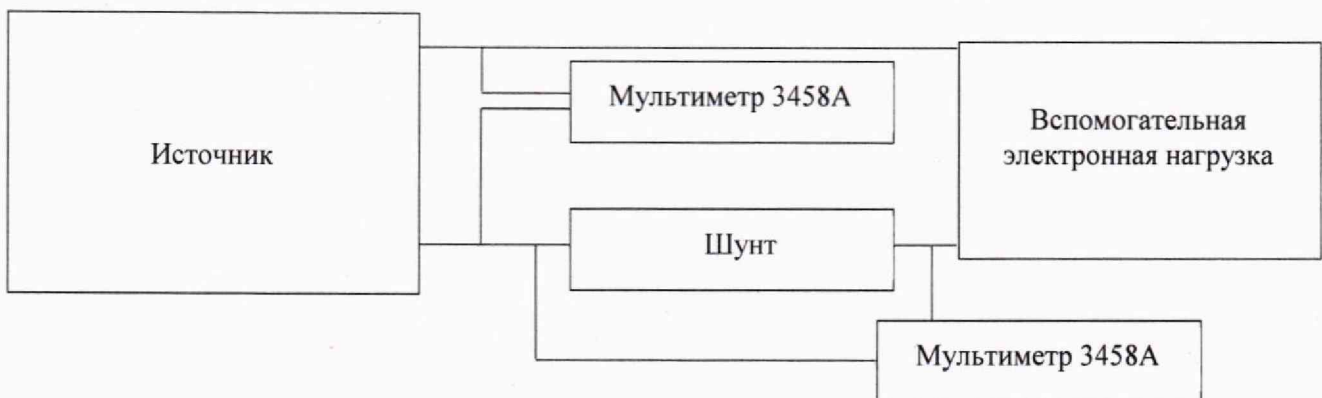 Мультиметр 3458А
Источник
Вспомогательная
электронная нагрузка
Шунт
Мультиметр 3458А